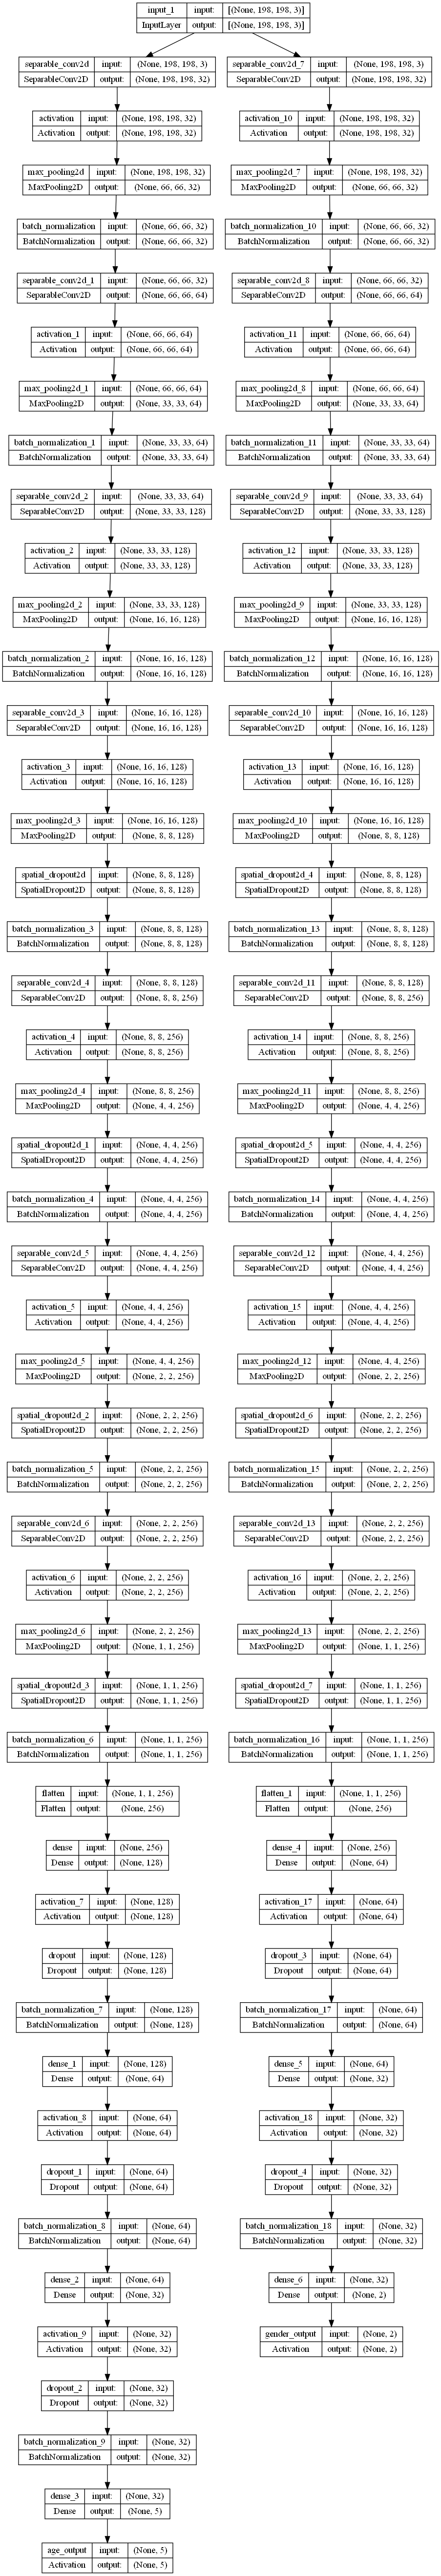 input_1 input: [(None, 198, 198, 3)]
InputLayer output: [(None, 198, 198, 3)]
separable_conv2d input: (None, 198, 198, 3)
SeparableConv2D output: (None, 198, 198, 32)
activation input: (None, 198, 198, 32)
Activation output: (None, 198, 198, 32)
max_pooling2d input: (None, 198, 198, 32)
MaxPooling2D output: (None, 66, 66, 32)
batch_normalization input: (None, 66, 66, 32)
BatchNormalization output: (None, 66, 66, 32)
separable_conv2d_1 input: (None, 66, 66, 32)
SeparableConv2D output: (None, 66, 66, 64)
activation_1 input: (None, 66, 66, 64)
Activation output: (None, 66, 66, 64)
max_pooling2d_1 input: (None, 66, 66, 64)
MaxPooling2D output: (None, 33, 33, 64)
batch_normalization_1 input: (None, 33, 33, 64)
BatchNormalization output: (None, 33, 33, 64)
separable_conv2d_2 input: (None, 33, 33, 64)
SeparableConv2D output: (None, 33, 33, 128)
activation_2 input: (None, 33, 33, 128)
Activation output: (None, 33, 33, 128)
max_pooling2d_2 input: (None, 33, 33, 128)
MaxPooling2D output: (None, 16, 16, 128)
batch_normalization_2 input: (None, 16, 16, 128)
BatchNormalization output: (None, 16, 16, 128)
separable_conv2d_3 input: (None, 16, 16, 128)
SeparableConv2D output: (None, 16, 16, 128)
activation_3 input: (None, 16, 16, 128)
Activation output: (None, 16, 16, 128)
max_pooling2d_3 input: (None, 16, 16, 128)
MaxPooling2D output: (None, 8, 8, 128)
spatial_dropout2d input: (None, 8, 8, 128)
SpatialDropout2D output: (None, 8, 8, 128)
batch_normalization_3 input: (None, 8, 8, 128)
BatchNormalization output: (None, 8, 8, 128)
separable_conv2d_4 input: (None, 8, 8, 128)
SeparableConv2D output: (None, 8, 8, 256)
activation_4 input: (None, 8, 8, 256)
Activation output: (None, 8, 8, 256)
max_pooling2d_4 input: (None, 8, 8, 256)
MaxPooling2D output: (None, 4, 4, 256)
spatial_dropout2d_1 input: (None, 4, 4, 256)
SpatialDropout2D output: (None, 4, 4, 256)
batch_normalization_4 input: (None, 4, 4, 256)
BatchNormalization output: (None, 4, 4, 256)
separable_conv2d_5 input: (None, 4, 4, 256)
SeparableConv2D output: (None, 4, 4, 256)
activation_5 input: (None, 4, 4, 256)
Activation output: (None, 4, 4, 256)
max_pooling2d_5 input: (None, 4, 4, 256)
MaxPooling2D output: (None, 2, 2, 256)
spatial_dropout2d_2 input: (None, 2, 2, 256)
SpatialDropout2D output: (None, 2, 2, 256)
batch_normalization_5 input: (None, 2, 2, 256)
BatchNormalization output: (None, 2, 2, 256)
separable_conv2d_6 input: (None, 2, 2, 256)
SeparableConv2D output: (None, 2, 2, 256)
activation_6 input: (None, 2, 2, 256)
Activation output: (None, 2, 2, 256)
max_pooling2d_6 input: (None, 2, 2, 256)
MaxPooling2D output: (None, 1, 1, 256)
spatial_dropout2d_3 input: (None, 1, 1, 256)
SpatialDropout2D output: (None, 1, 1, 256)
batch_normalization_6 input: (None, 1, 1, 256)
BatchNormalization output: (None, 1, 1, 256)
flatten input: (None, 1, 1, 256)
Flatten output: (None, 256)
dense input: (None, 256)
Dense output: (None, 128)
activation_7 input: (None, 128)
Activation output: (None, 128)
dropout input: (None, 128)
Dropout output: (None, 128)
batch_normalization_7 input: (None, 128)
BatchNormalization output: (None, 128)
dense_1 input: (None, 128)
Dense output: (None, 64)
activation_8 input: (None, 64)
Activation output: (None, 64)
dropout_1 input: (None, 64)
Dropout output: (None, 64)
batch_normalization_8 input: (None, 64)
BatchNormalization output: (None, 64)
dense_2 input: (None, 64)
Dense output: (None, 32)
activation_9 input: (None, 32)
Activation output: (None, 32)
dropout_2 input: (None, 32)
Dropout output: (None, 32)
batch_normalization_9 input: (None, 32)
BatchNormalization output: (None, 32)
dense_3 input: (None, 32)
Dense output: (None, 5)
age_output input: (None, 5)
Activation output: (None, 5)
separable_conv2d_7 input: (None, 198, 198, 3)
SeparableConv2D output: (None, 198, 198, 32)
activation_10 input: (None, 198, 198, 32)
Activation output: (None, 198, 198, 32)
max_pooling2d_7 input: (None, 198, 198, 32)
MaxPooling2D output: (None, 66, 66, 32)
batch_normalization_10 input: (None, 66, 66, 32)
BatchNormalization output: (None, 66, 66, 32)
separable_conv2d_8 input: (None, 66, 66, 32)
SeparableConv2D output: (None, 66, 66, 64)
activation_11 input: (None, 66, 66, 64)
Activation output: (None, 66, 66, 64)
max_pooling2d_8 input: (None, 66, 66, 64)
MaxPooling2D output: (None, 33, 33, 64)
batch_normalization_11 input: (None, 33, 33, 64)
BatchNormalization output: (None, 33, 33, 64)
separable_conv2d_9 input: (None, 33, 33, 64)
SeparableConv2D output: (None, 33, 33, 128)
activation_12 input: (None, 33, 33, 128)
Activation output: (None, 33, 33, 128)
max_pooling2d_9 input: (None, 33, 33, 128)
MaxPooling2D output: (None, 16, 16, 128)
batch_normalization_12 input: (None, 16, 16, 128)
BatchNormalization output: (None, 16, 16, 128)
separable_conv2d_10 input: (None, 16, 16, 128)
SeparableConv2D output: (None, 16, 16, 128)
activation_13 input: (None, 16, 16, 128)
Activation output: (None, 16, 16, 128)
max_pooling2d_10 input: (None, 16, 16, 128)
MaxPooling2D output: (None, 8, 8, 128)
spatial_dropout2d_4 input: (None, 8, 8, 128)
SpatialDropout2D output: (None, 8, 8, 128)
batch_normalization_13 input: (None, 8, 8, 128)
BatchNormalization output: (None, 8, 8, 128)
separable_conv2d_11 input: (None, 8, 8, 128)
SeparableConv2D output: (None, 8, 8, 256)
activation_14 input: (None, 8, 8, 256)
Activation output: (None, 8, 8, 256)
max_pooling2d_11 input: (None, 8, 8, 256)
MaxPooling2D output: (None, 4, 4, 256)
spatial_dropout2d_5 input: (None, 4, 4, 256)
SpatialDropout2D output: (None, 4, 4, 256)
batch_normalization_14 input: (None, 4, 4, 256)
BatchNormalization output: (None, 4, 4, 256)
separable_conv2d_12 input: (None, 4, 4, 256)
SeparableConv2D output: (None, 4, 4, 256)
activation_15 input: (None, 4, 4, 256)
Activation output: (None, 4, 4, 256)
max_pooling2d_12 input: (None, 4, 4, 256)
MaxPooling2D output: (None, 2, 2, 256)
spatial_dropout2d_6 input: (None, 2, 2, 256)
SpatialDropout2D output: (None, 2, 2, 256)
batch_normalization_15 input: (None, 2, 2, 256)
BatchNormalization output: (None, 2, 2, 256)
separable_conv2d_13 input: (None, 2, 2, 256)
SeparableConv2D output: (None, 2, 2, 256)
activation_16 input: (None, 2, 2, 256)
Activation output: (None, 2, 2, 256)
max_pooling2d_13 input: (None, 2, 2, 256)
MaxPooling2D output: (None, 1, 1, 256)
spatial_dropout2d_7 input: (None, 1, 1, 256)
SpatialDropout2D output: (None, 1, 1, 256)
batch_normalization_16 input: (None, 1, 1, 256)
BatchNormalization output: (None, 1, 1, 256)
flatten_1 input: (None, 1, 1, 256)
Flatten output: (None, 256)
dense_4 input: (None, 256)
Dense output: (None, 64)
activation_17 input: (None, 64)
Activation output: (None, 64)
dropout_3 input: (None, 64)
Dropout output: (None, 64)
batch_normalization_17 input: (None, 64)
BatchNormalization output: (None, 64)
dense_5 input: (None, 64)
Dense output: (None, 32)
activation_18 input: (None, 32)
Activation output: (None, 32)
dropout_4 input: (None, 32)
Dropout output: (None, 32)
batch_normalization_18 input: (None, 32)
BatchNormalization output: (None, 32)
dense_6 input: (None, 32)
Dense output: (None, 2)
gender_output input: (None, 2)
Activation output: (None, 2)